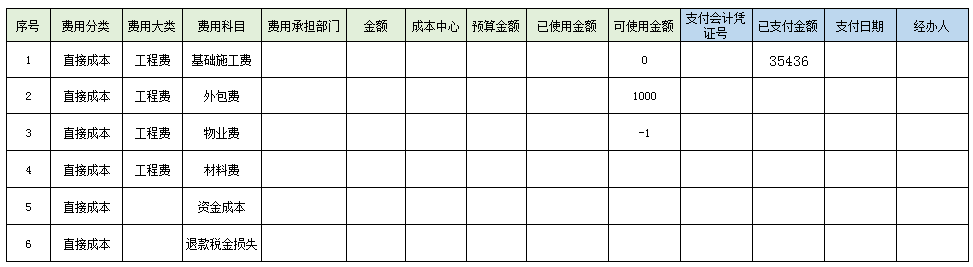 序号 费用分类 费用大类 费用科目 费用承担部门 金额 成本中心 预算金额 已使用金额 可使用金额 支付会计凭证号 已支付金额 支付日期 经办人
1 直接成本 工程费 基础施工费 0 35436
2 直接成本 工程费 外包费 1000
3 直接成本 工程费 物业费 -1
4 直接成本 工程费 材料费
5 直接成本 资金成本
6 直接成本 退款税金损失